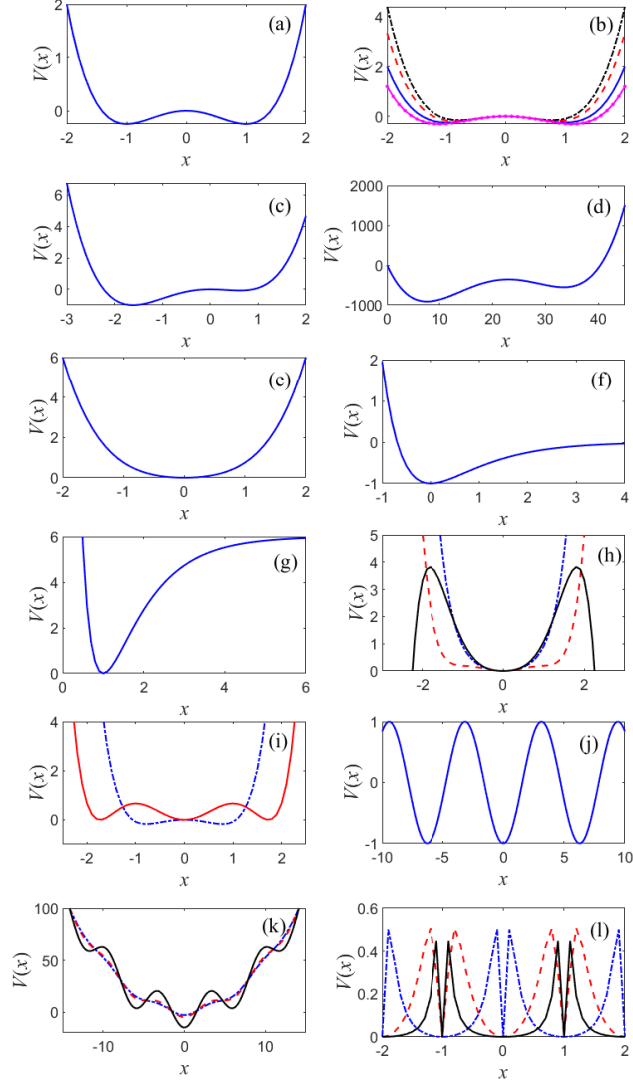 2
(a)
V(x)
1
0
-2 -1 0 1 2
x
4
(b)
V(x)
2
0
-2 -1 0 1 2
x
6
(c)
V(x)
4
2
0
-3 -2 -1 0 1 2
x
2000
(d)
V(x)
1000
0
-1000
0 10 20 30 40
x
6
(c)
V(x)
4
2
0
-2 -1 0 1 2
x
2
(f)
V(x)
1
0
-1
-1 0 1 2 3 4
x
6
(g)
V(x)
4
2
0
0 2 4 6
x
5
(h)
V(x)
4
3
2
1
0
-2 0 2
x
4
(i)
V(x)
2
0
-2 -1 0 1 2
x
1
(j)
V(x)
0
-1
-10 -5 0 5 10
x
100
(k)
V(x)
50
0
-10 0 10
x
0.6
(l)
V(x)
0.4
0.2
0
-2 -1 0 1 2
x